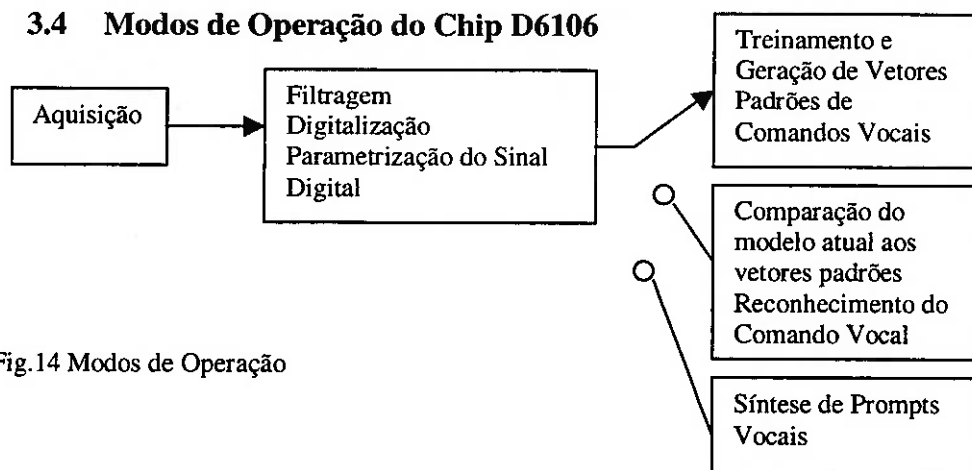 3.4 Modos de Operação do Chip D6106
Aquisição
Filtragem
Digitalização
Parametrização do Sinal
Digital
Treinamento e
Geração de Vetores
Padrões de
Comandos Vocais
Comparação do
modelo atual aos
vetores padrões
Reconhecimento do
Comando Vocal
Síntese de Prompts
Vocais
Fig.14 Modos de Operação